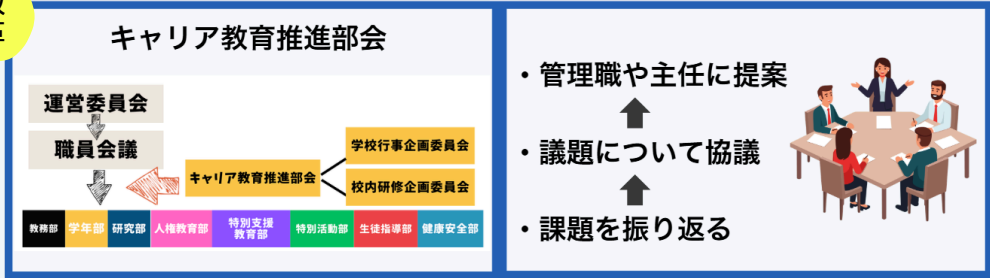 キャリア教育推進部会
運営委員会
職員会議
キャリア教育推進部会
学校行事企画委員会
校内研修企画委員会
教務部
学年部
研究部
人権教育部
特別支援
教育部
特別活動部
生徒指導部
健康安全部
・管理職や主任に提案
・議題について協議
・課題を振り返る